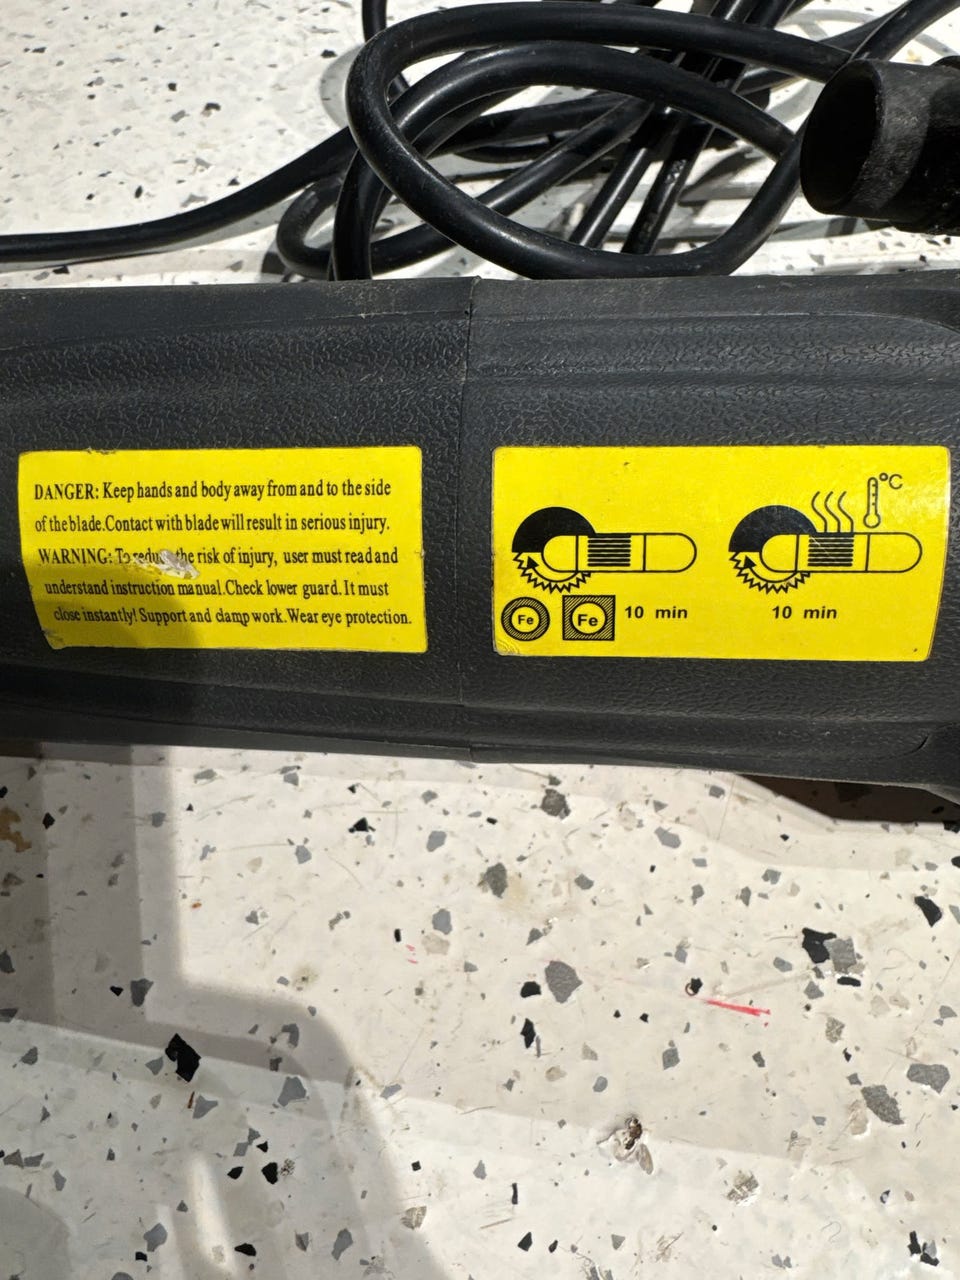 DANGER: Keep hands and body away from and to the side
of the blade.Contact with blade will result in serious injury.
WARNING: To reduce the risk of injury, user must read and
understand instruction manual.Check lower guard. It must
close instantly! Support and clamp work.Wear eye protection.
°C
Fe Fe 10 min
10 min